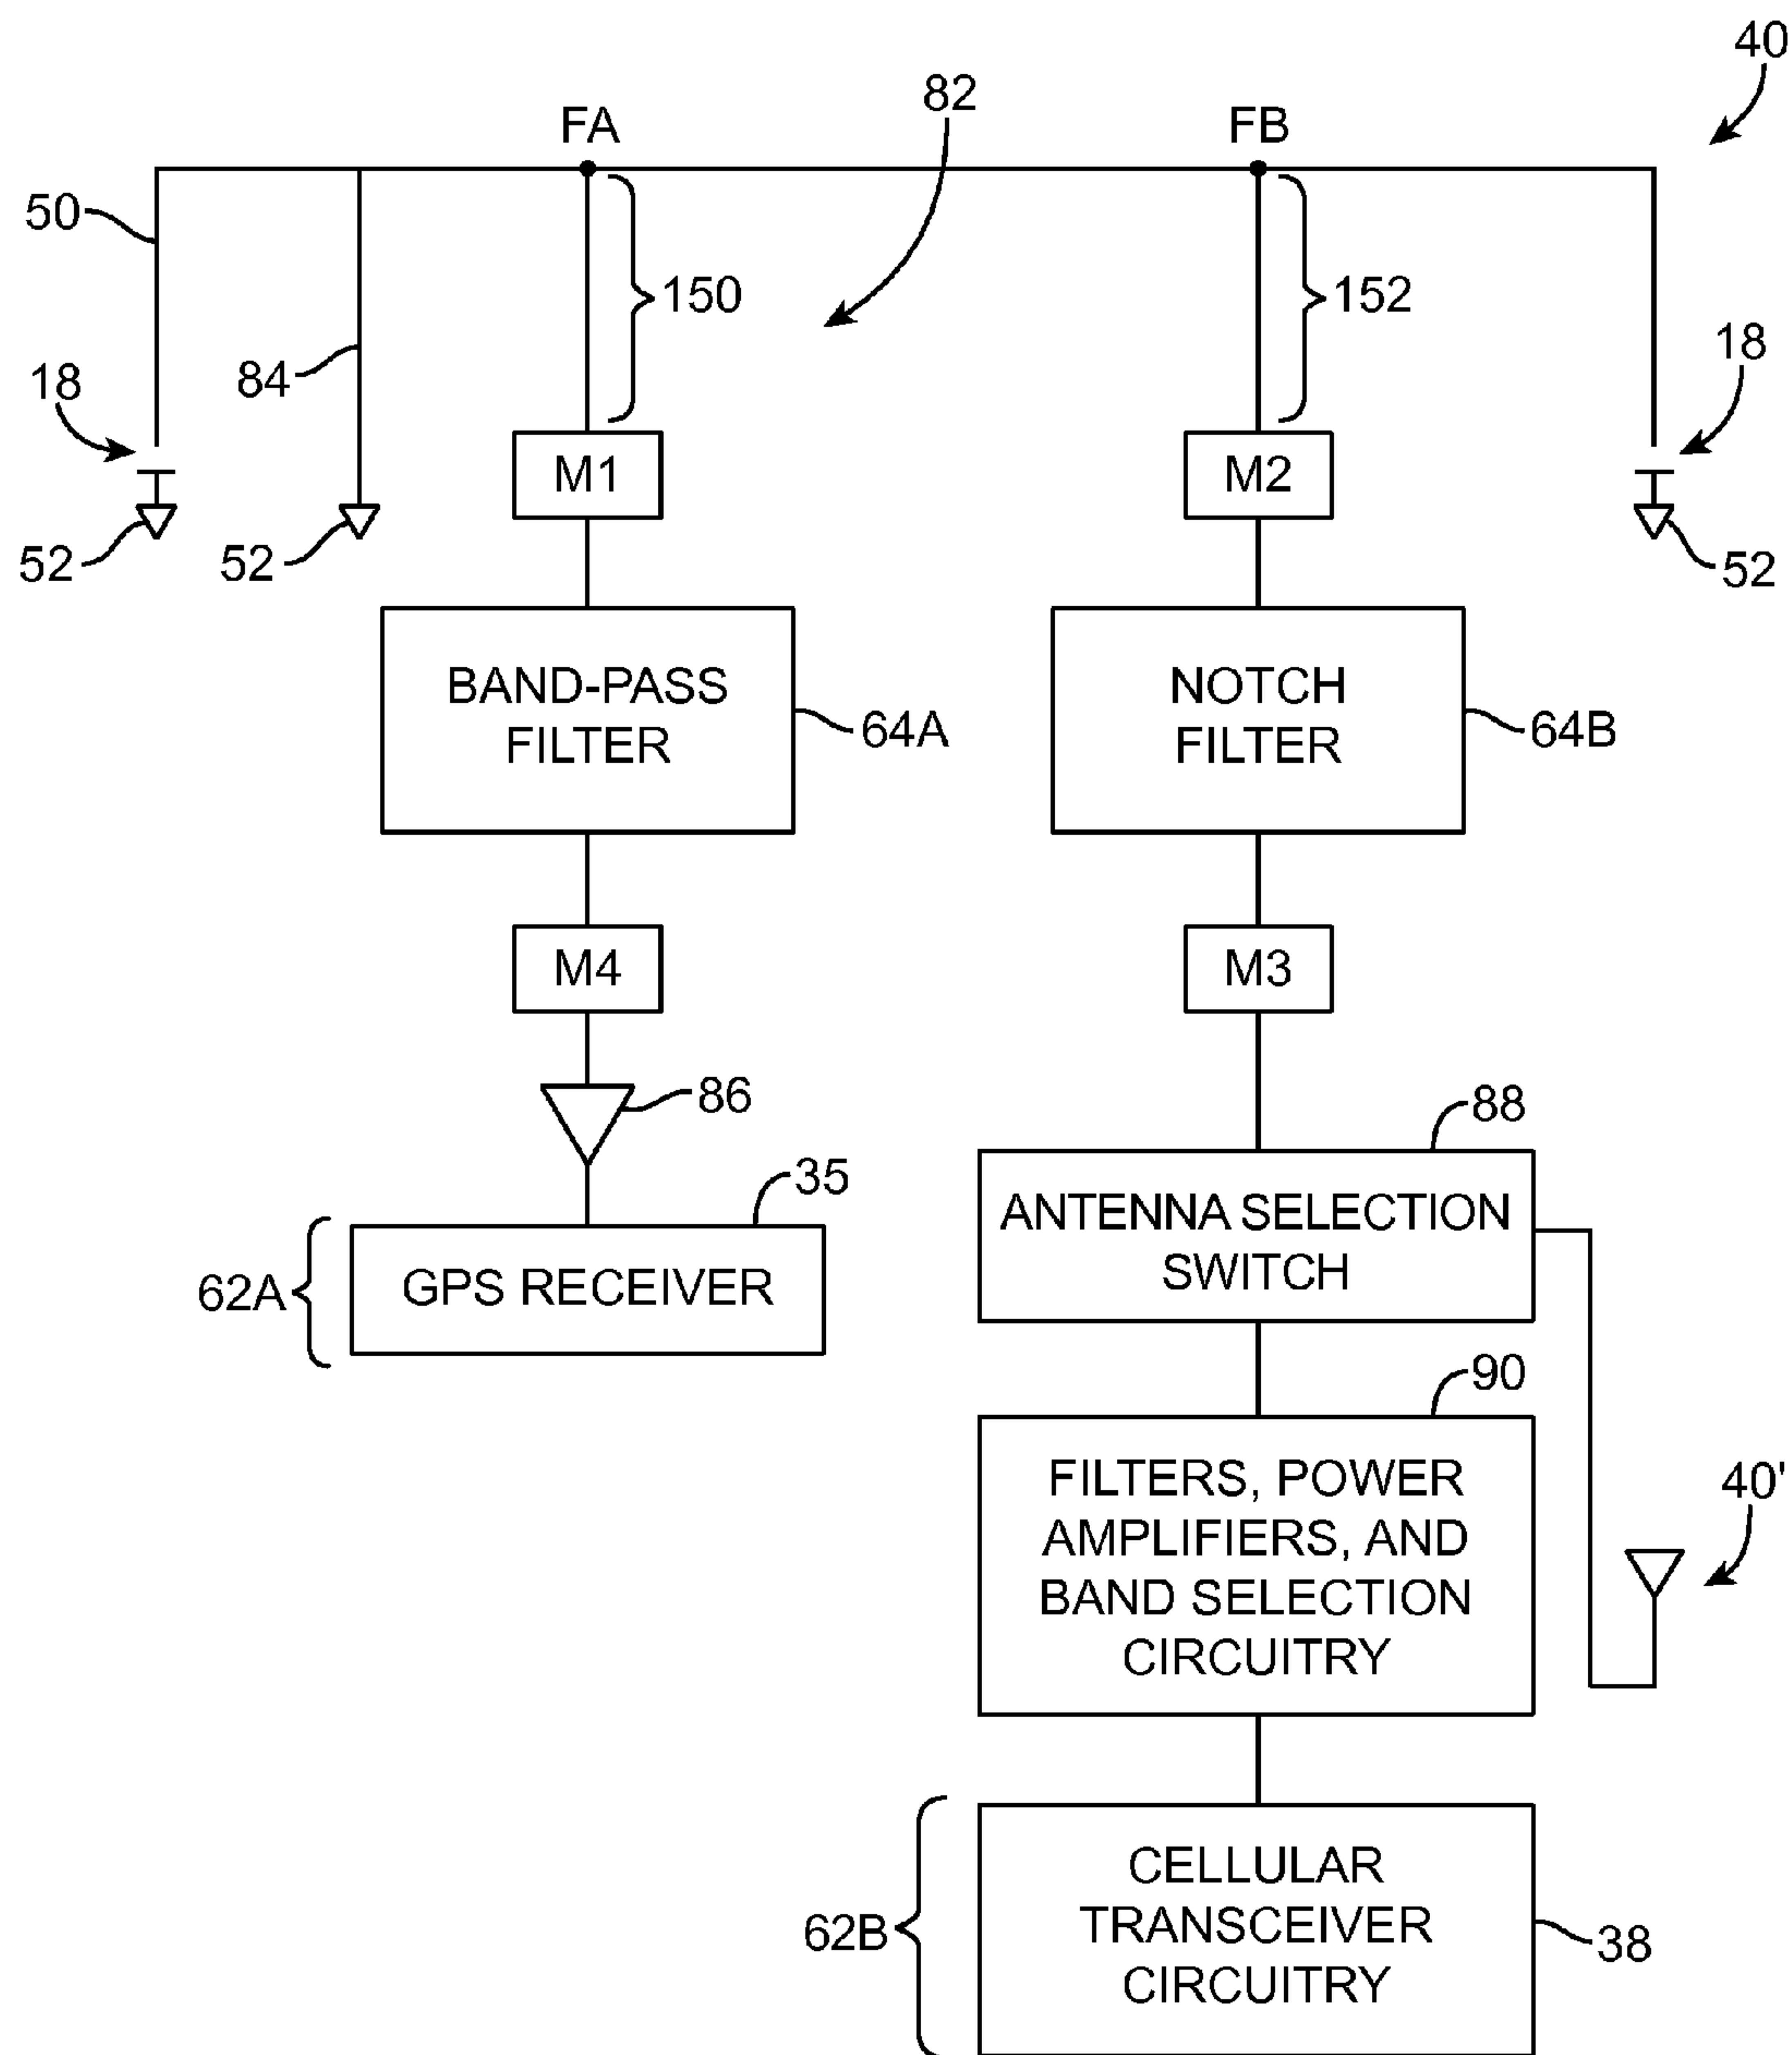 40
82
FA
FB
50
150
152
18
84
18
M1
M2
52
52
52
BAND-PASS
FILTER
64A
NOTCH
FILTER
64B
M4
M3
86
88
35
ANTENNA SELECTION
SWITCH
62A
GPS RECEIVER
90
FILTERS, POWER
AMPLIFIERS, AND
BAND SELECTION
CIRCUITRY
40'
62B
CELLULAR
TRANSCEIVER
CIRCUITRY
38